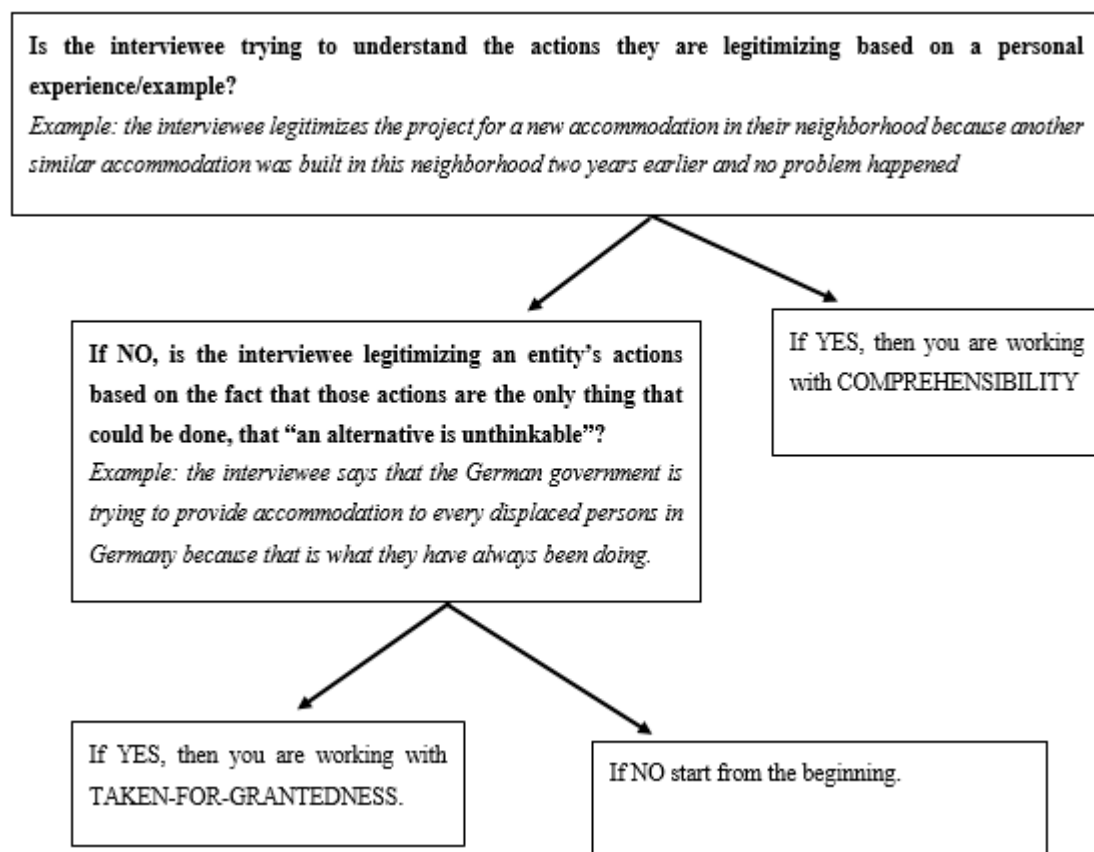 Is the interviewee trying to understand the actions they are legitimizing based on a personal
experience/example?
Example: the interviewee legitimizes the project for a new accommodation in their neighborhood because another
similar accommodation was built in this neighborhood two years earlier and no problem happened
If NO, is the interviewee legitimizing an entity's actions
based on the fact that those actions are the only thing that
could be done, that “an alternative is unthinkable”?
Example: the interviewee says that the German government is
trying to provide accommodation to every displaced persons in
Germany because that is what they have always been doing.
If YES, then you are working
with COMPREHENSIBILITY
If YES, then you are working with
TAKEN-FOR-GRANTEDNESS.
If NO start from the beginning.